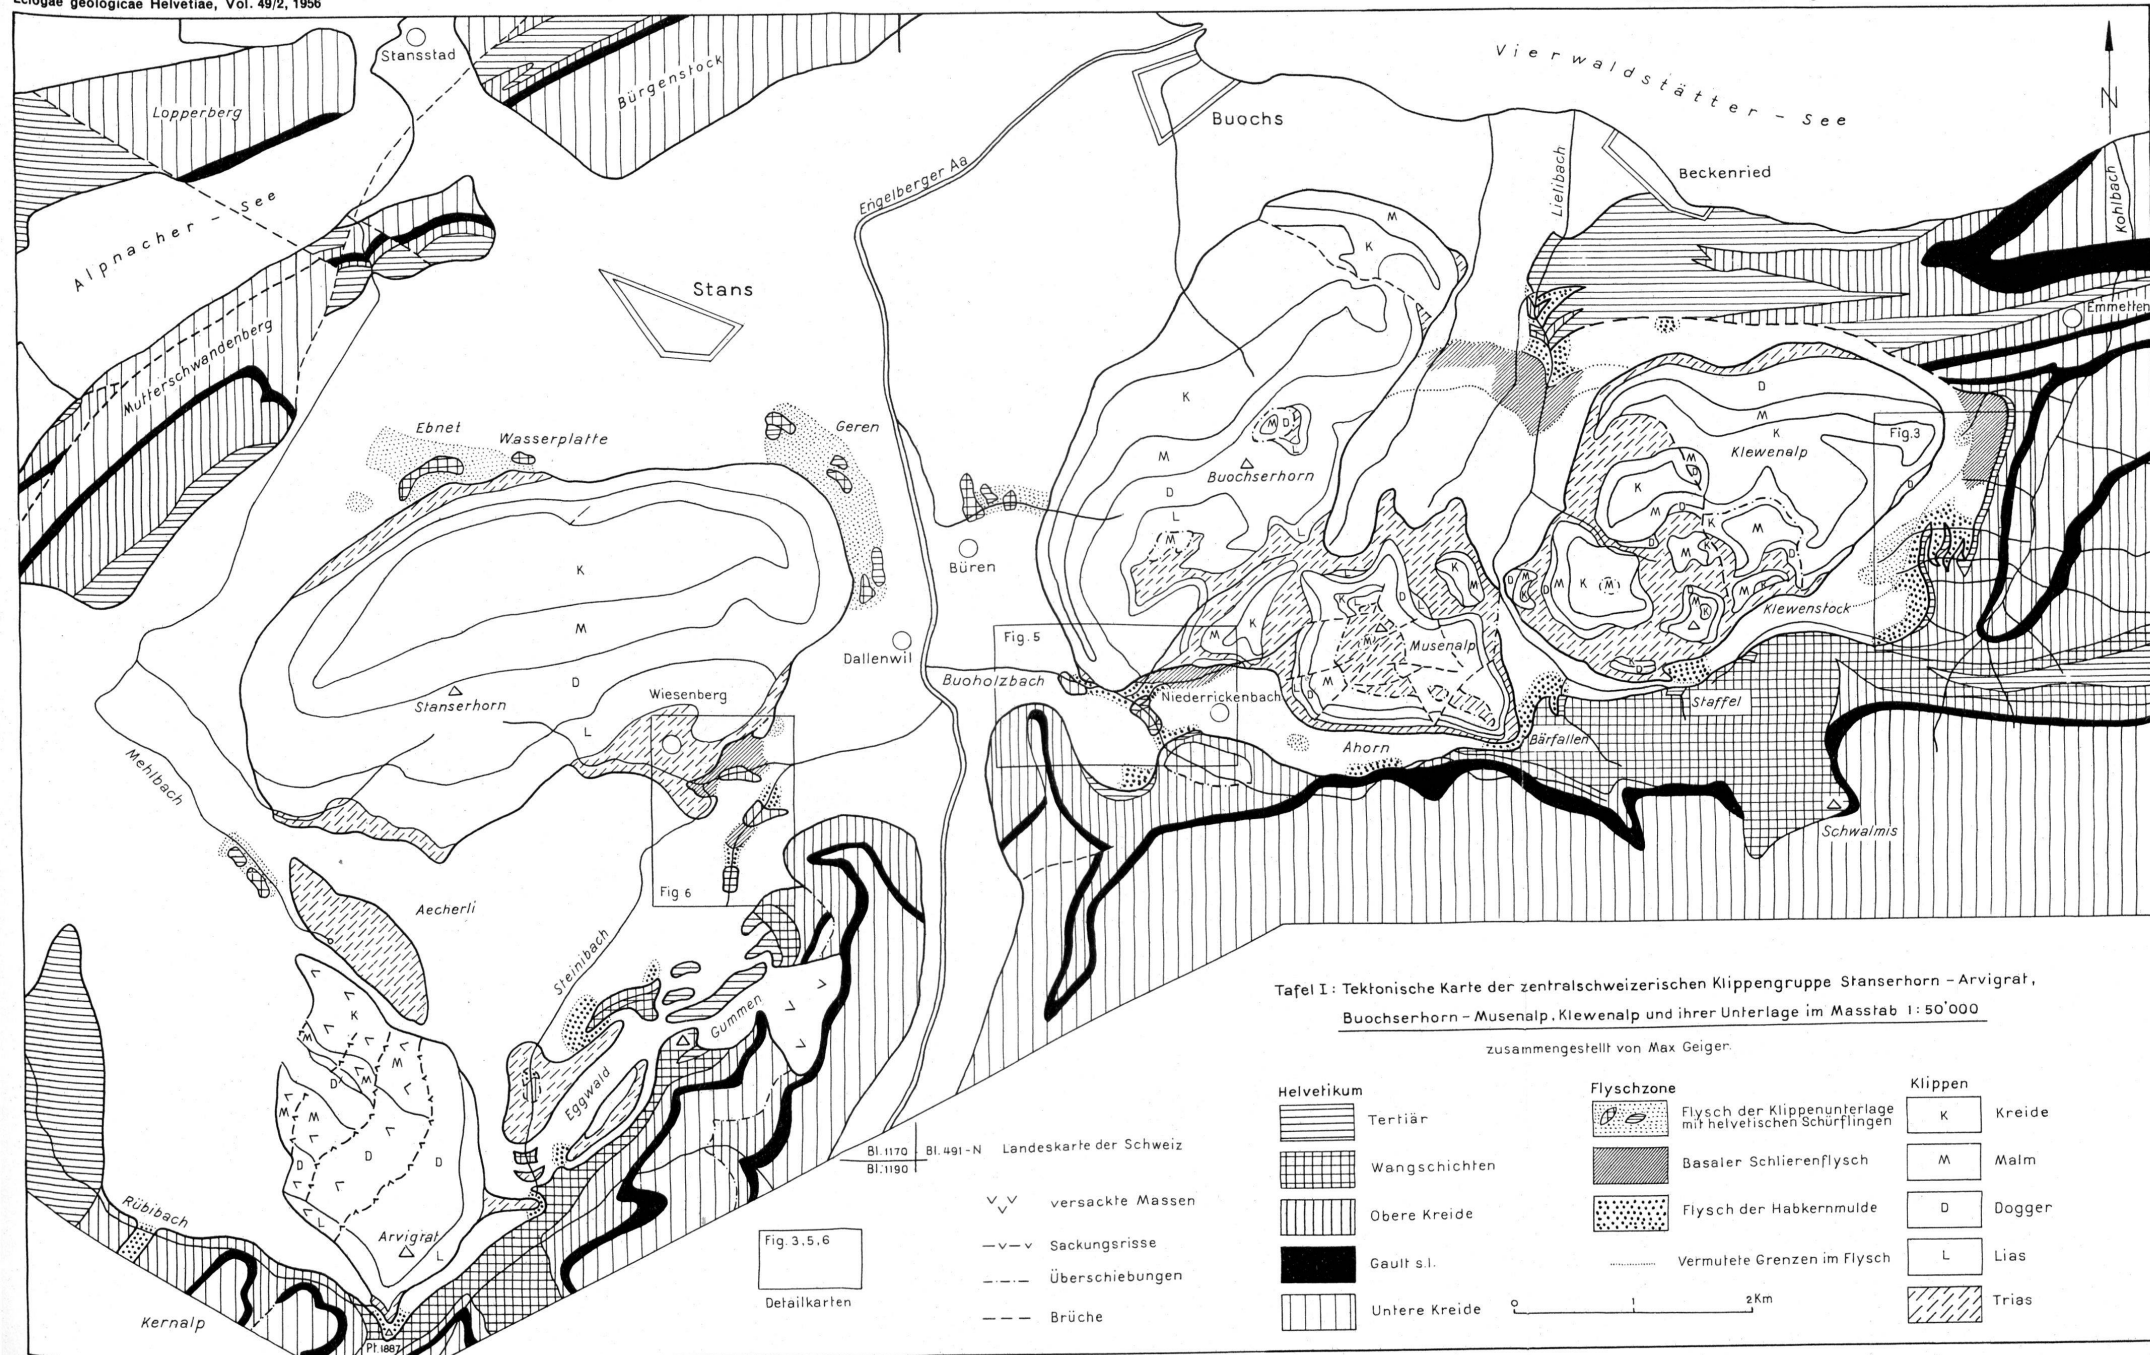 Eclogae geologicae Helvetiae, Vol. 49/2, 1956
Stansstad
Lopperberg
Bürgenstock
Vierwaldstätter – See
N
Buochs
Beckenried
Lielibach
Kohlbach
Engelberger Aa
Alpnacher – See
Stans
Mutterschwandenberg
Emmetten
M
K
K
M
D
L
M
M D
L
Buochserhorn
D
M
K
Klewenalp
Fig.3
D
Ebnet
Wasserplatte
Geren
Büren
K
M
D
L
Stanserhorn
Wiesenberg
Dallenwil
Fig. 5
Buoholzbach
Niederrickenbach
Musenalp
Klewenstock
Staffel
Bärfallen
Ahorn
Schwalmis
Mehlbach
Fig 6
Aecherli
Steinibach
Gummen
Eggwald
K
M
M
D
M
M
M
D
D
D
L
L
Arvigrat
Rübibach
Kernalp
Pt. 1887
Tafel I: Tektonische Karte der zentralschweizerischen Klippengruppe Stanserhorn – Arvigrat,
Buochserhorn – Musenalp, Klewenalp und ihrer Unterlage im Masstab 1:50'000
zusammengestellt von Max Geiger.
Bl. 1170
Bl. 491-N Landeskarte der Schweiz
Bl. 1190
versackte Massen
Sackungsrisse
Überschiebungen
Brüche
Fig. 3,5,6
Detailkarten
Helvetikum
Tertiär
Wangschichten
Obere Kreide
Gault s.l.
Untere Kreide
Flyschzone
Flysch der Klippenunterlage
mit helvetischen Schürflingen
Basaler Schlierenflysch
Flysch der Habkernmulde
Vermutete Grenzen im Flysch
0 1 2Km
Klippen
K Kreide
M Malm
D Dogger
L Lias
Trias